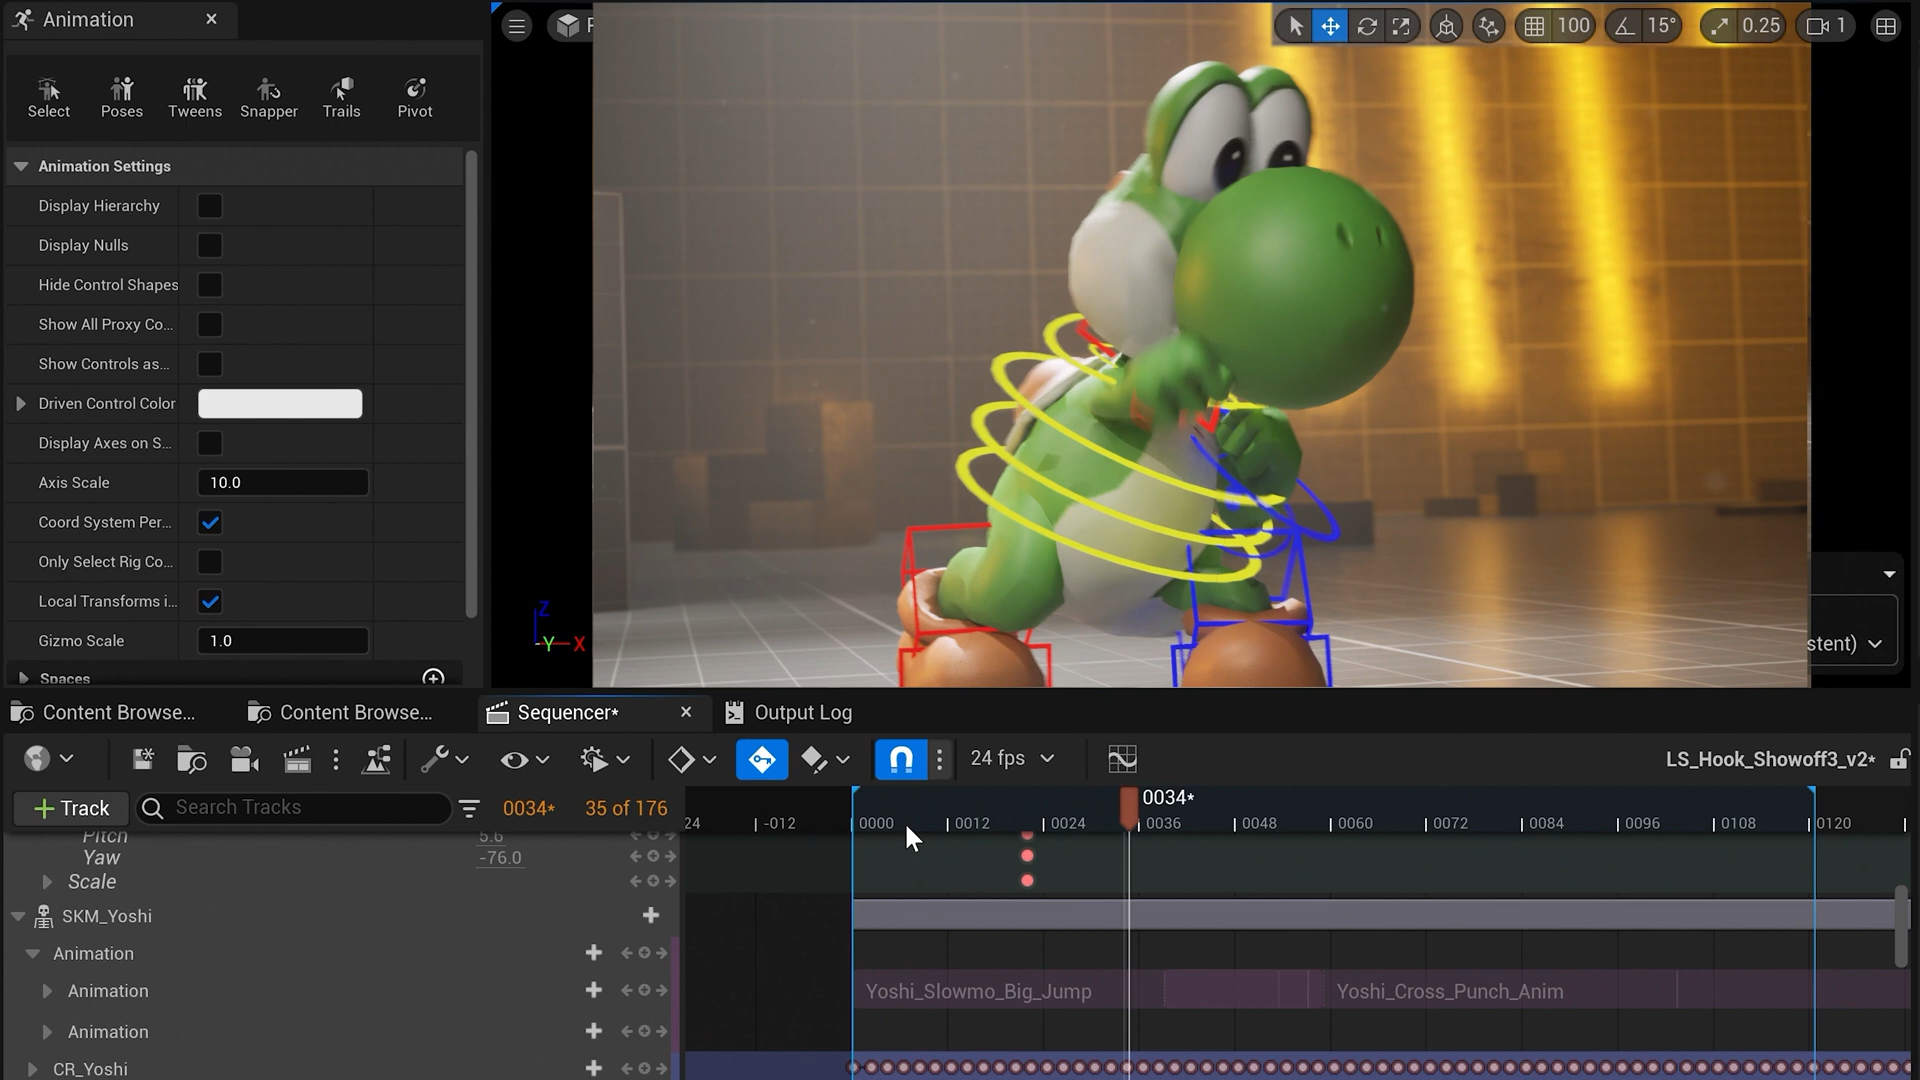 Animation
100
15°
0.25
1
Select
Poses
Tweens
Snapper
Trails
Pivot
Animation Settings
Display Hierarchy
Display Nulls
Hide Control Shapes
Show All Proxy Co...
Show Controls as...
Driven Control Color
Display Axes on S...
Axis Scale
10.0
Coord System Per...
Only Select Rig Co...
Local Transforms i...
Gizmo Scale
1.0
Spaces
Z
Y
X
stent)
Content Browse...
Content Browse...
Sequencer*
Output Log
24 fps
LS_Hook_Showoff3_v2*
Track
Search Tracks
0034*
35 of 176
0034*
24
-012
0000
0012
0024
0036
0048
0060
0072
0084
0096
0108
0120
Pitch
5.6
Yaw
-76.0
Scale
SKM_Yoshi
Animation
Animation
Yoshi_Slowmo_Big_Jump
Yoshi_Cross_Punch_Anim
Animation
CR_Yoshi